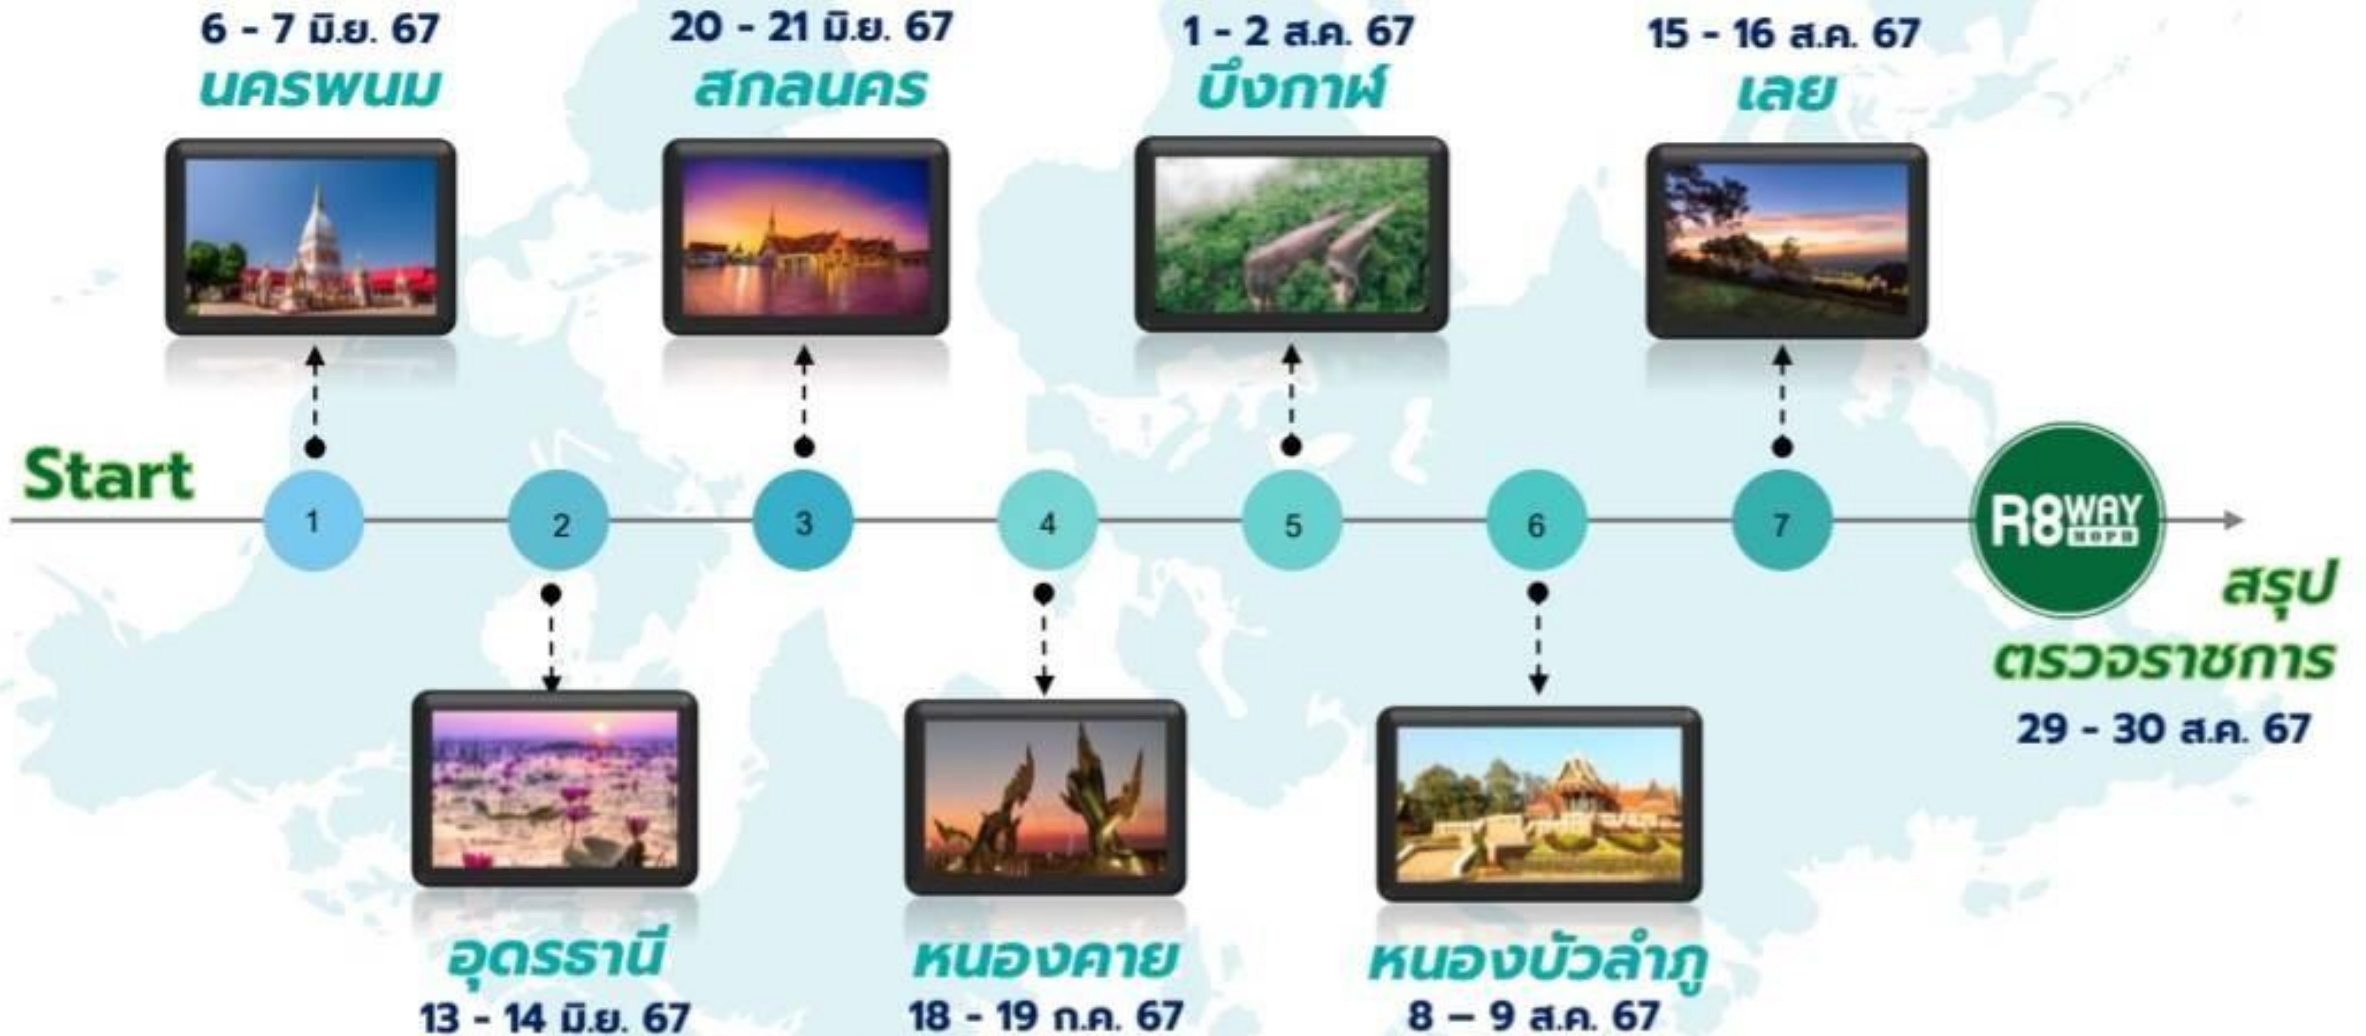 6 - 7 มิ.ย. 67
นครพนม
20 - 21 มิ.ย. 67
สกลนคร
1 - 2 ส.ค. 67
บึงกาฬ
15 - 16 ส.ค. 67
เลย
Start
1
2
3
4
5
6
7
R8WAY
MOPH
สรุป
ตรวจราชการ
29 - 30 ส.ค. 67
อุดรธานี
13 - 14 มิ.ย. 67
หนองคาย
18 - 19 ก.ค. 67
หนองบัวลำภู
8 – 9 ส.ค. 67